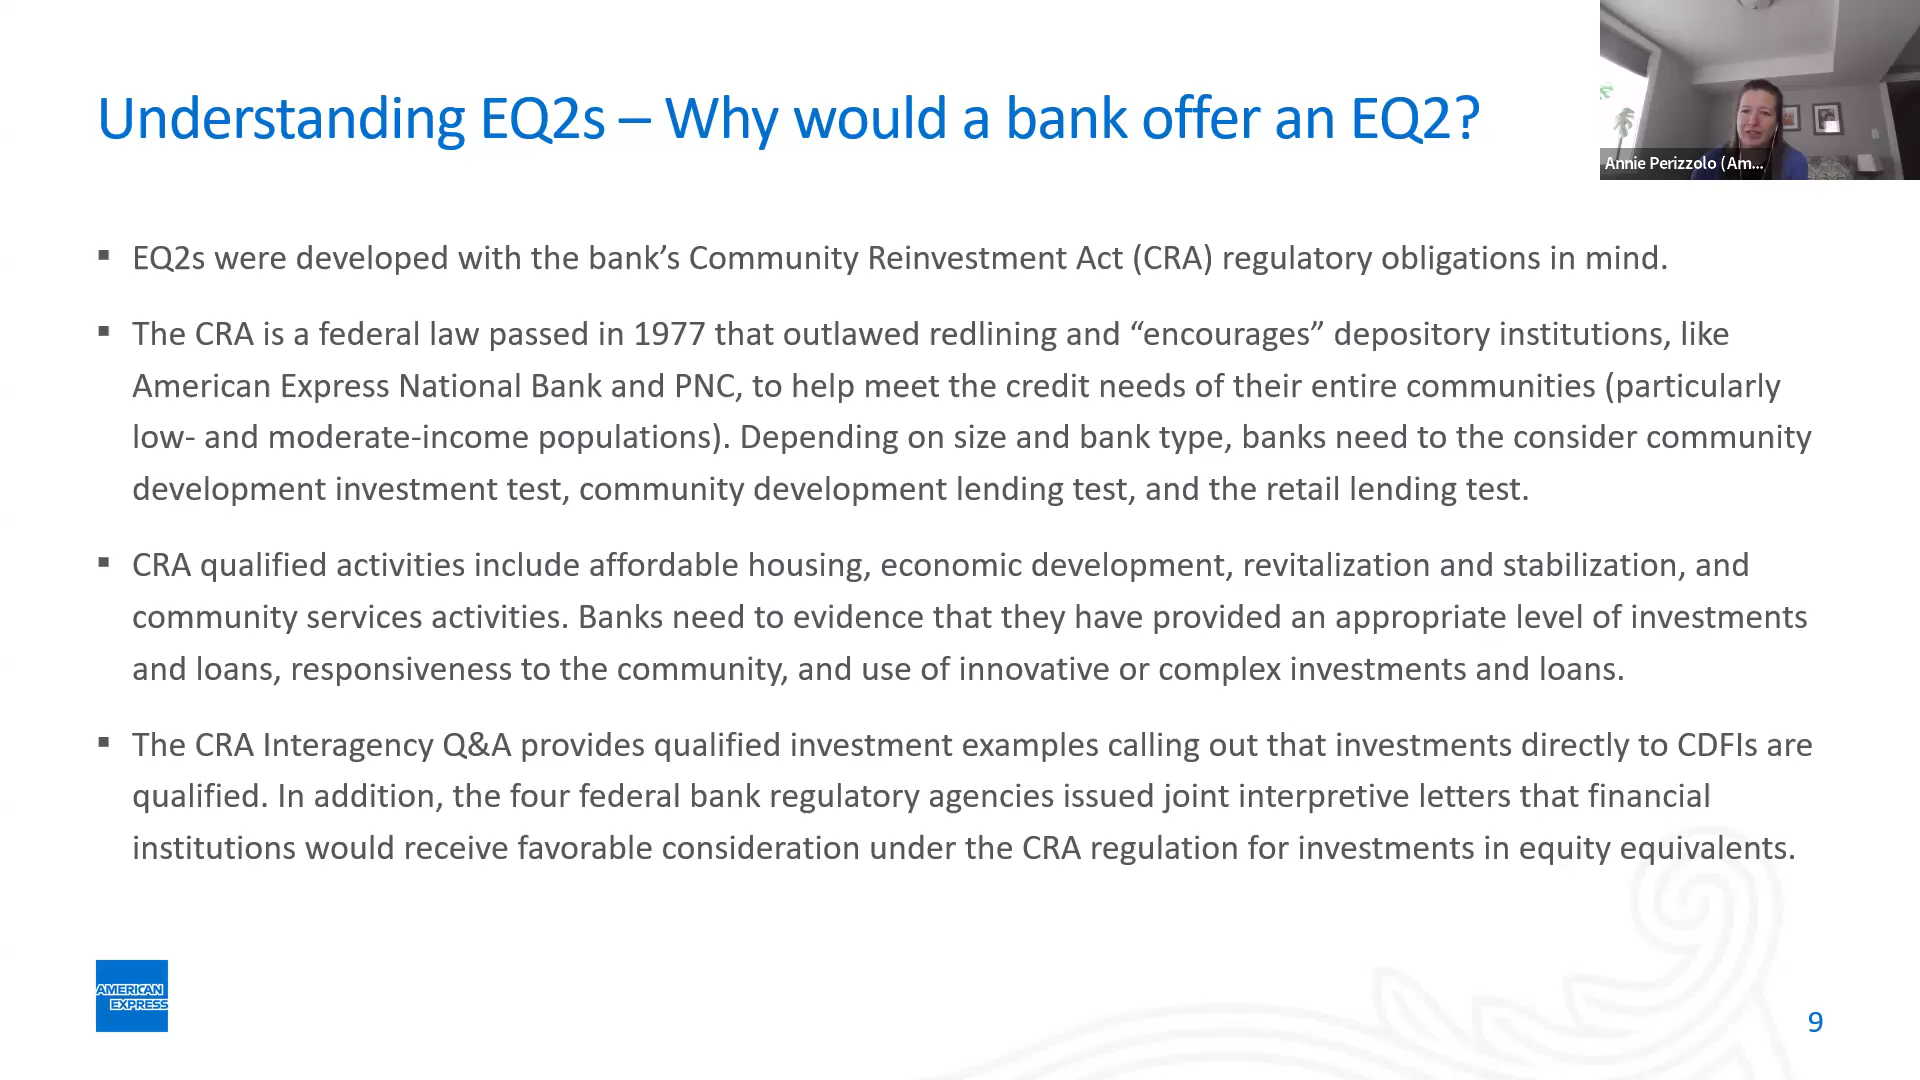 Understanding EQ2s – Why would a bank offer an EQ2?
Annie Perizzolo (Am...
▪ EQ2s were developed with the bank’s Community Reinvestment Act (CRA) regulatory obligations in mind.
▪ The CRA is a federal law passed in 1977 that outlawed redlining and “encourages” depository institutions, like
American Express National Bank and PNC, to help meet the credit needs of their entire communities (particularly
low- and moderate-income populations). Depending on size and bank type, banks need to the consider community
development investment test, community development lending test, and the retail lending test.
▪ CRA qualified activities include affordable housing, economic development, revitalization and stabilization, and
community services activities. Banks need to evidence that they have provided an appropriate level of investments
and loans, responsiveness to the community, and use of innovative or complex investments and loans.
▪ The CRA Interagency Q&A provides qualified investment examples calling out that investments directly to CDFIs are
qualified. In addition, the four federal bank regulatory agencies issued joint interpretive letters that financial
institutions would receive favorable consideration under the CRA regulation for investments in equity equivalents.
AMERICAN
EXPRESS
9